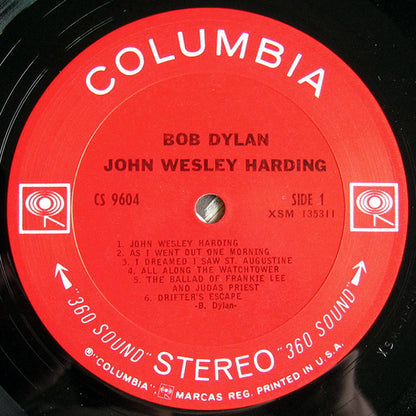 COLUMBIA
BOB DYLAN
JOHN WESLEY HARDING
CS 9604
SIDE 1
XSM 135311
1. JOHN WESLEY HARDING
2. AS I WENT OUT ONE MORNING
3. I DREAMED I SAW ST. AUGUSTINE
4. ALL ALONG THE WATCHTOWER
5. THE BALLAD OF FRANKIE LEE
AND JUDAS PRIEST
6. DRIFTER'S ESCAPE
-B. Dylan-
"360 SOUND" STEREO "360 SOUND"
®"COLUMBIA", MARCAS REG. PRINTED IN U.S.A.